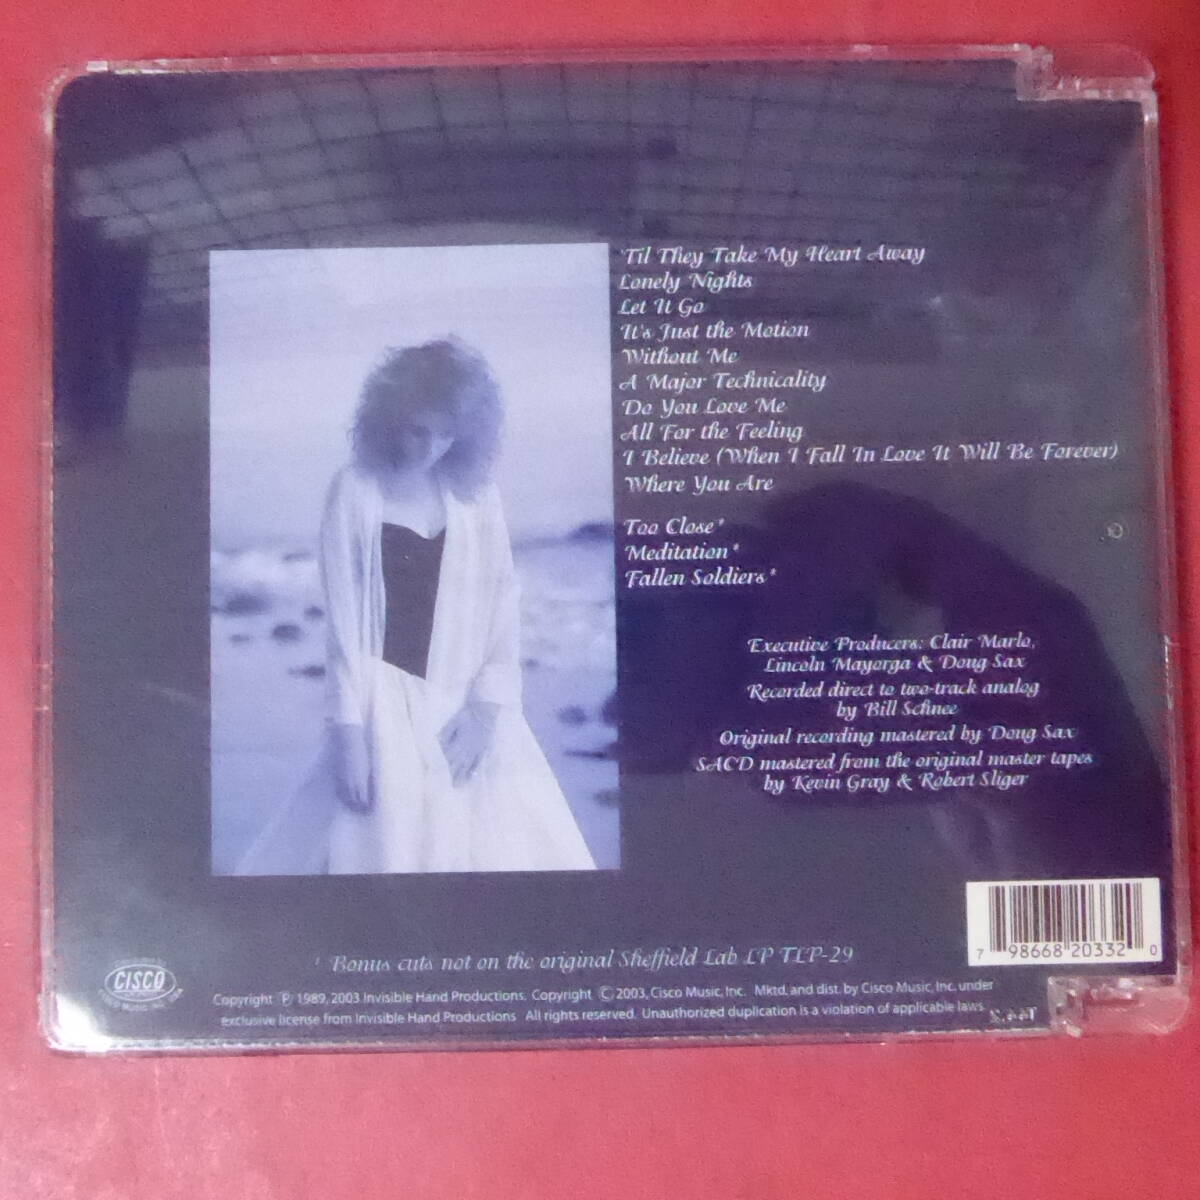 'Til They Take My Heart Away
Lonely Nights
Let It Go
It's Just the Motion
Without Me
A Major Technicality
Do You Love Me
All For the Feeling
I Believe (When I Fall In Love It Will Be Forever)
Where You Are
Too Close*
Meditation*
Fallen Soldiers*
Executive Producers: Clair Marlo,
Lincoln Mayorga & Doug Sax
Recorded direct to two-track analog
by Bill Schnee
Original recording mastered by Doug Sax
SACD mastered from the original master tapes
by Kevin Gray & Robert Sliger
7 98668 20332 0
* Bonus cuts not on the original Sheffield Lab LP TLP-29
CISCO
Copyright ℗ 1989, 2003 Invisible Hand Productions. Copyright © 2003, Cisco Music, Inc. Mktd. and dist. by Cisco Music, Inc. under
exclusive license from Invisible Hand Productions All rights reserved. Unauthorized duplication is a violation of applicable laws